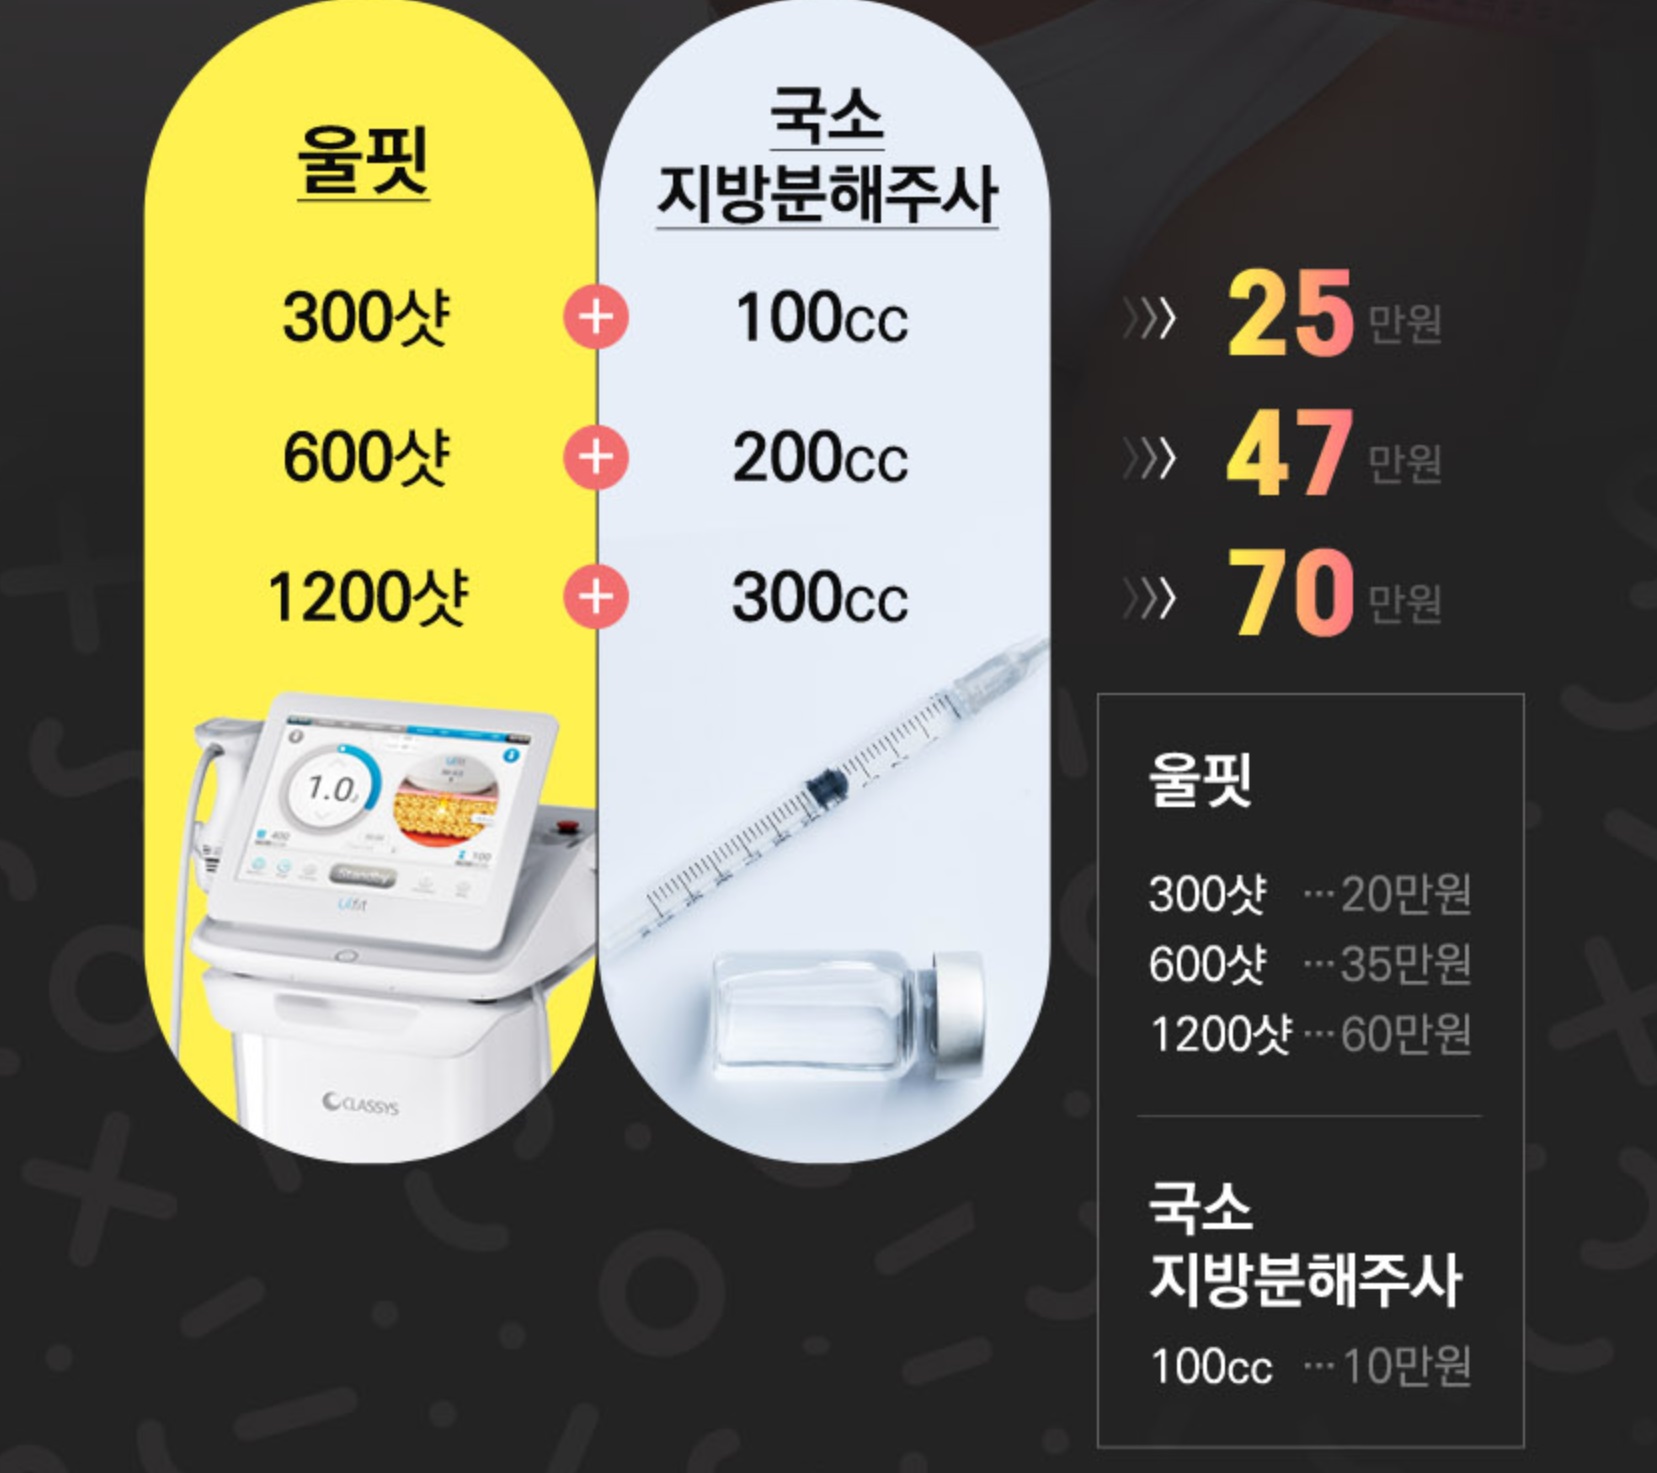 울핏
국소
지방분해주사
300샷 + 100cc 》》 25만원
600샷 + 200cc 》》 47만원
1200샷 + 300cc 》》 70만원
1.0
400
100
Standby
ulfit
CLASSYS
울핏
300샷 …20만원
600샷 …35만원
1200샷 …60만원
국소
지방분해주사
100cc …10만원